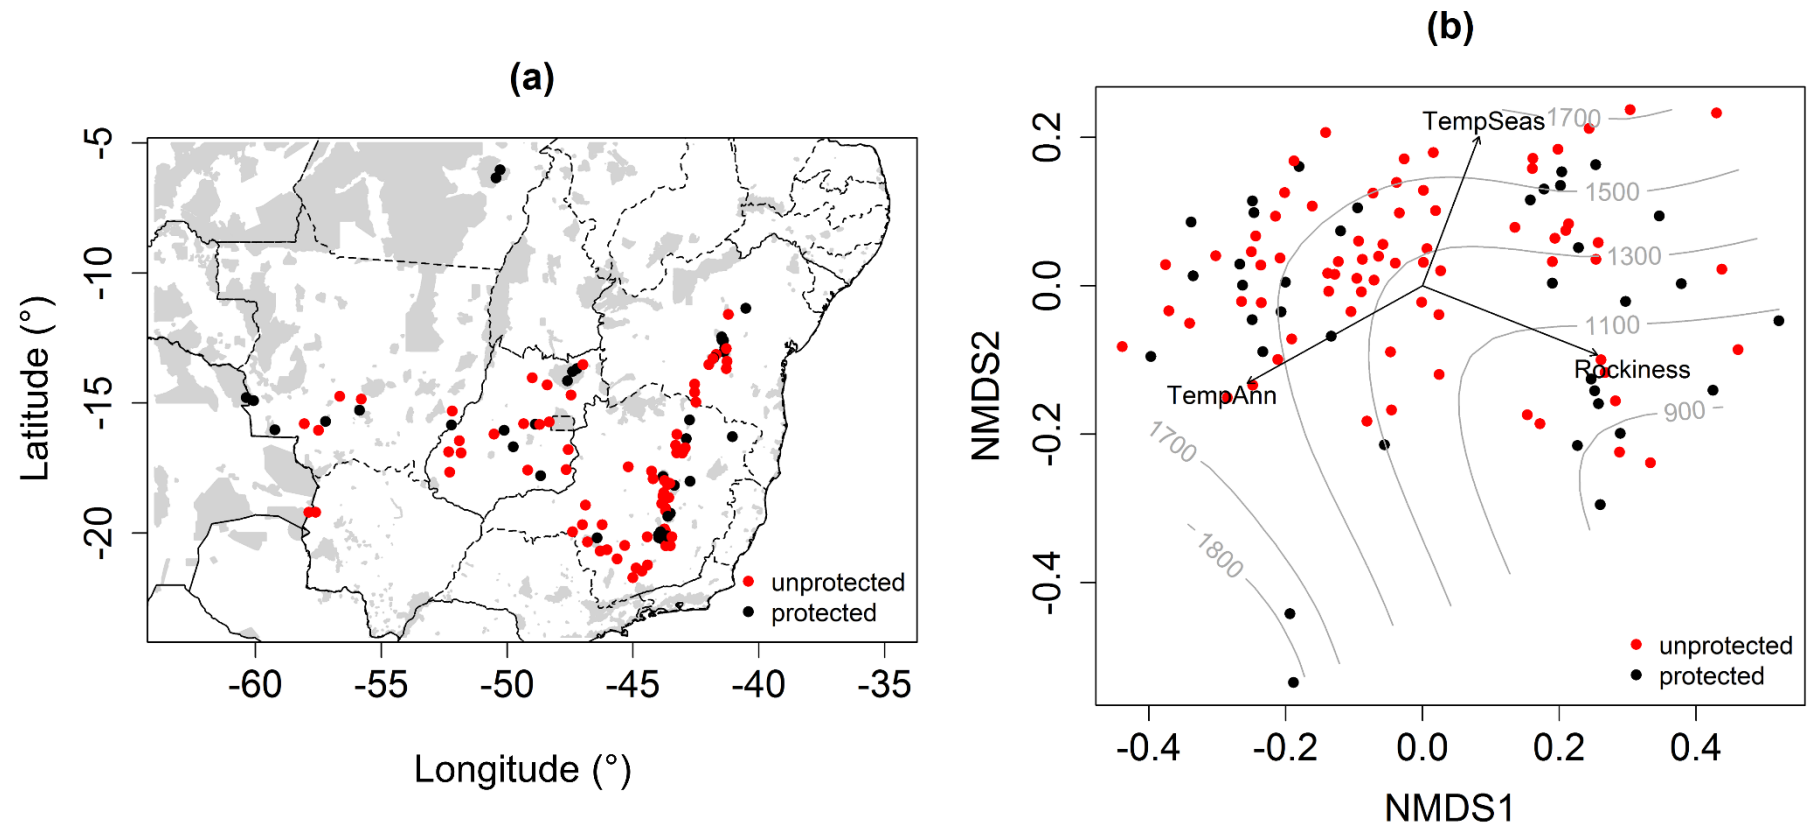 (a)
-5
-10
-15
-20
Latitude (°)
unprotected
protected
-60
-55
-50
-45
-40
-35
Longitude (°)
(b)
0.2
0.0
-0.2
-0.4
NMDS2
TempSeas
1700
1500
1300
1100
Rockiness
TempAnn
900
1700
1800
unprotected
protected
-0.4
-0.2
0.0
0.2
0.4
NMDS1